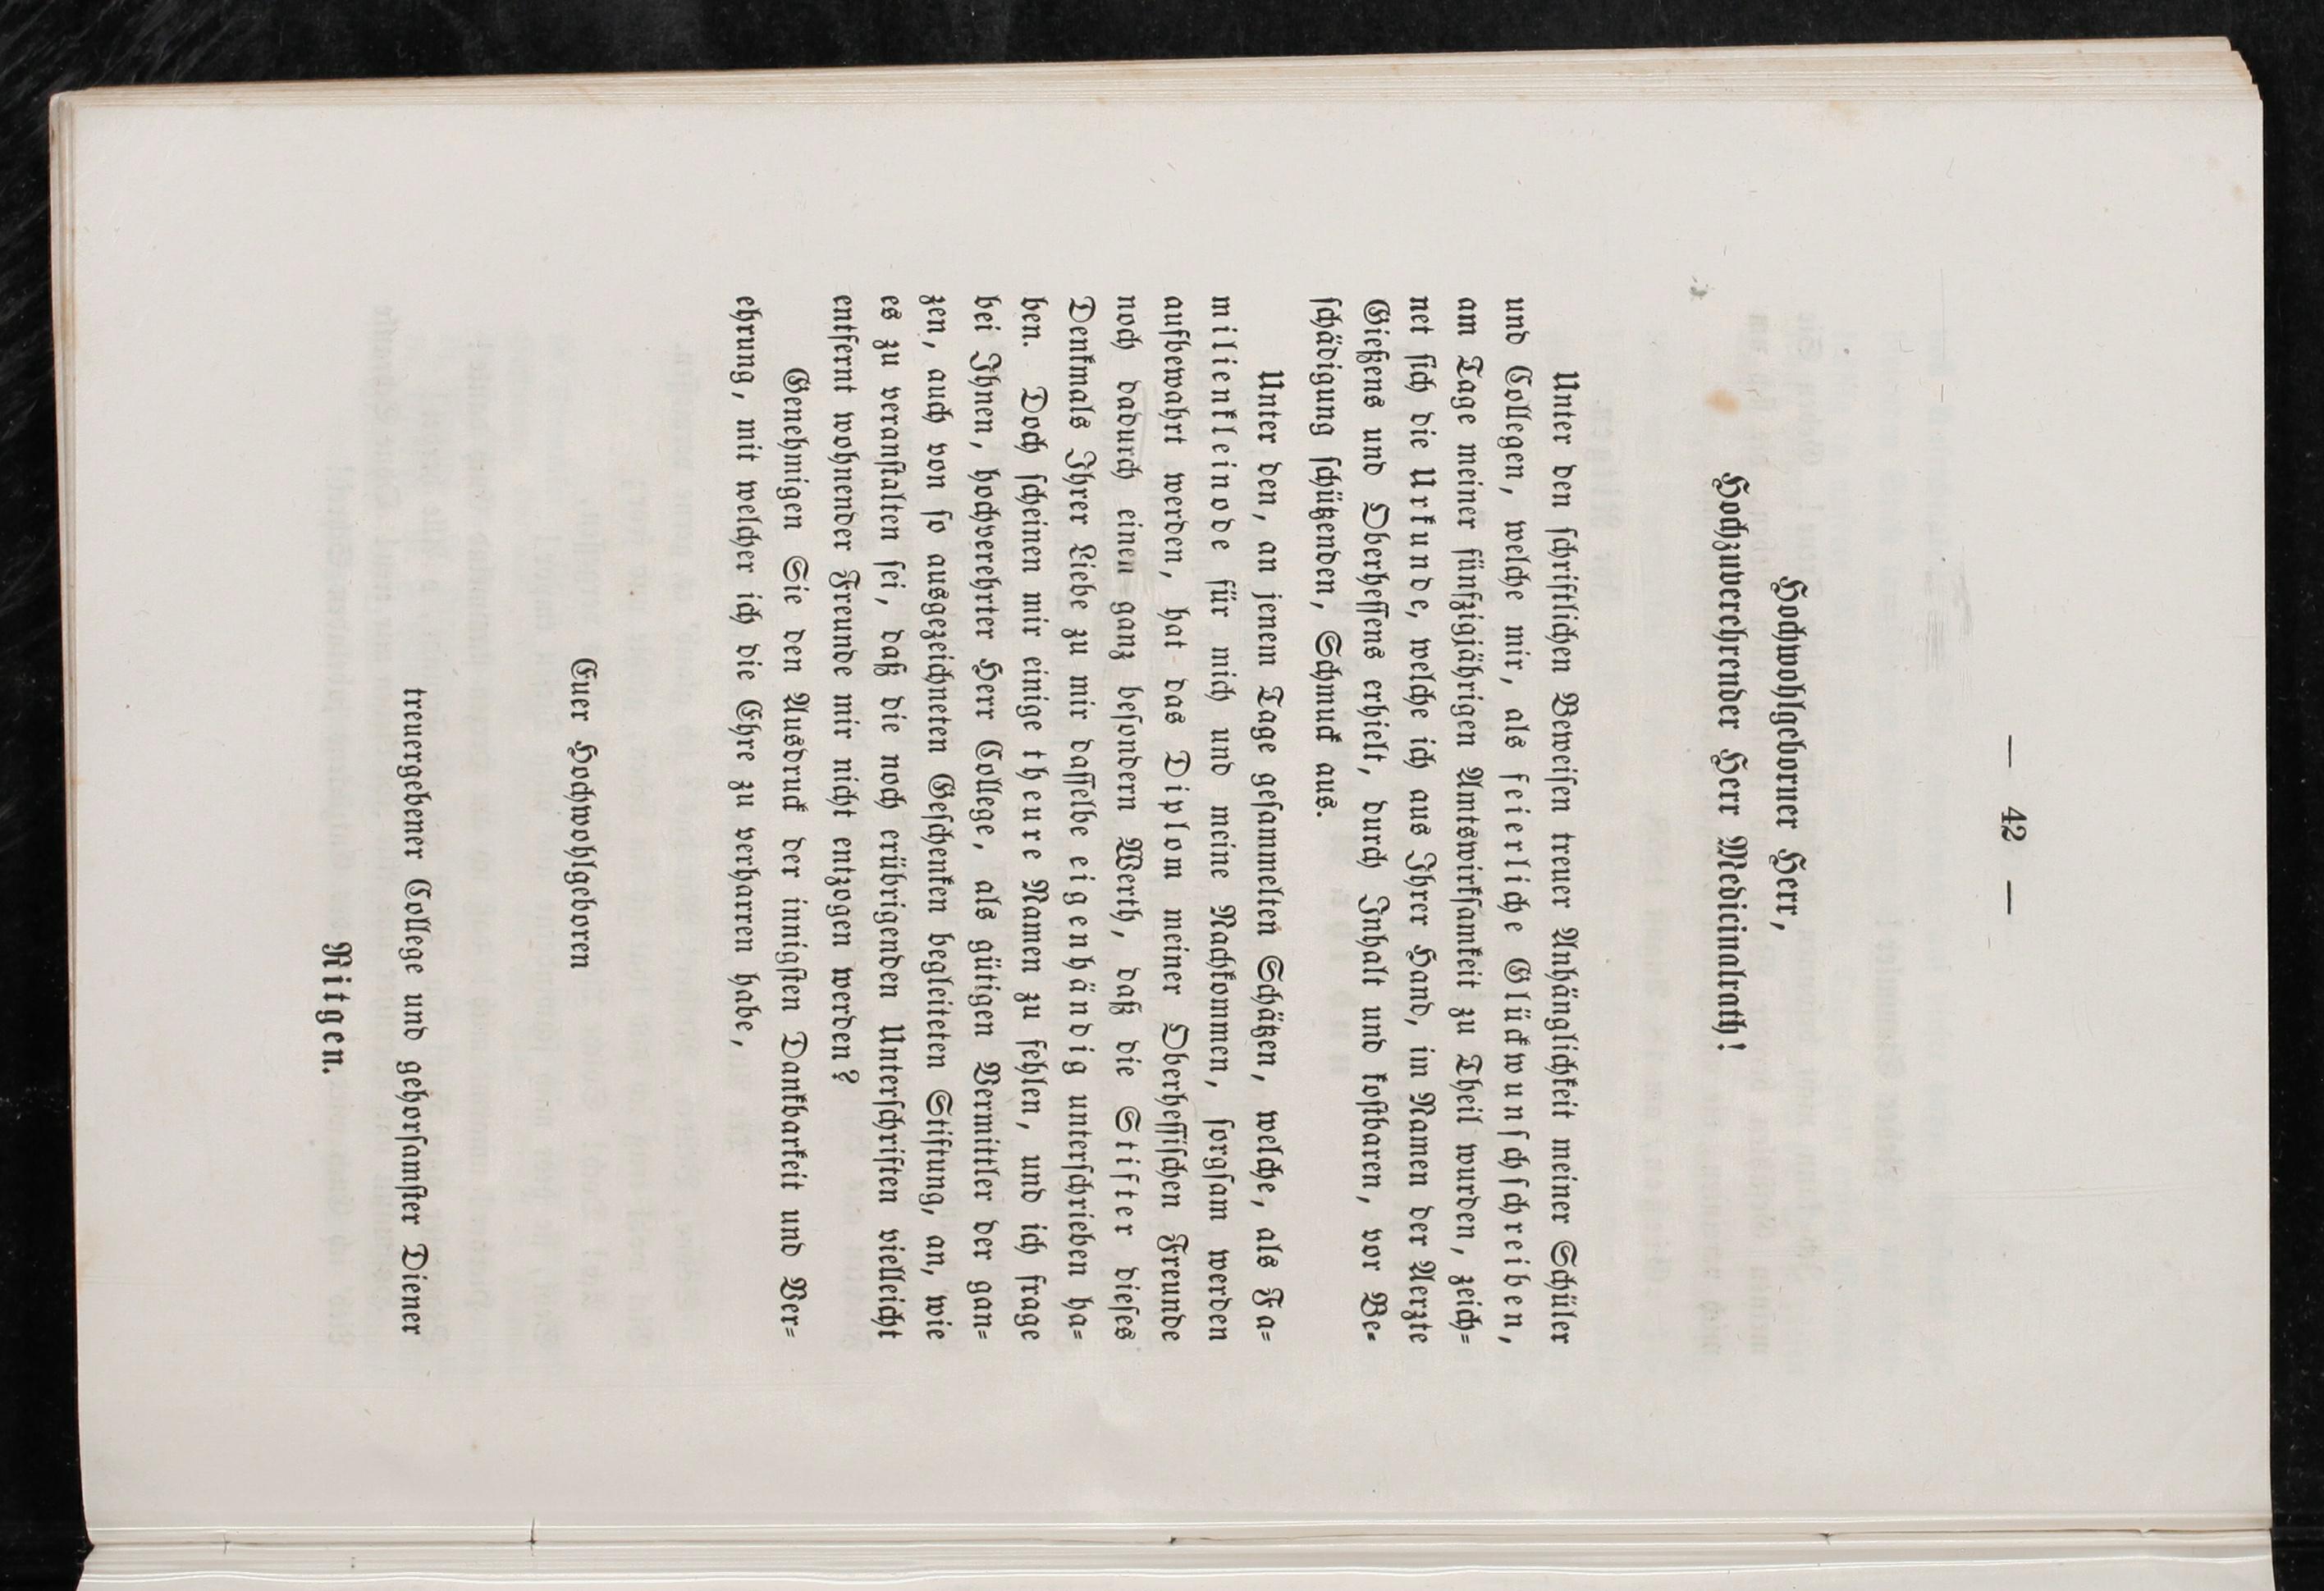 — 42 —
Hochwohlgeborner Herr,
Hochzuverehrender Herr Medicinalrath!
Unter den ſchriftlichen Beweiſen treuer Anhänglichkeit meiner Schüler
und Collegen, welche mir, als feierliche Glückwunſchſchreiben,
am Tage meiner fünfzigjährigen Amtswirkſamkeit zu Theil wurden, zeich-
net ſich die Urkunde, welche ich aus Ihrer Hand, im Namen der Aerzte
Gießens und Oberheſſens erhielt, durch Inhalt und koſtbaren, vor Be-
ſchädigung ſchützenden, Schmuck aus.
Unter den, an jenem Tage geſammelten Schätzen, welche, als Fa-
milienkleinode für mich und meine Nachkommen, ſorgſam werden
aufbewahrt werden, hat das Diplom meiner Oberheſſiſchen Freunde
noch dadurch einen ganz beſondern Werth, daß die Stifter dieſes
Denkmals Ihrer Liebe zu mir daſſelbe eigenhändig unterſchrieben ha-
ben. Doch ſcheinen mir einige theure Namen zu fehlen, und ich frage
bei Ihnen, hochverehrter Herr College, als gütigen Vermittler der gan-
zen, auch von ſo ausgezeichneten Geſchenken begleiteten Stiftung, an, wie
es zu veranſtalten ſei, daß die noch erübrigenden Unterſchriften vielleicht
entfernt wohnender Freunde mir nicht entzogen werden?
Genehmigen Sie den Ausdruck der innigſten Dankbarkeit und Ver-
ehrung, mit welcher ich die Ehre zu verharren habe,
Euer Hochwohlgeboren
treuergebener College und gehorſamſter Diener
Ritgen.